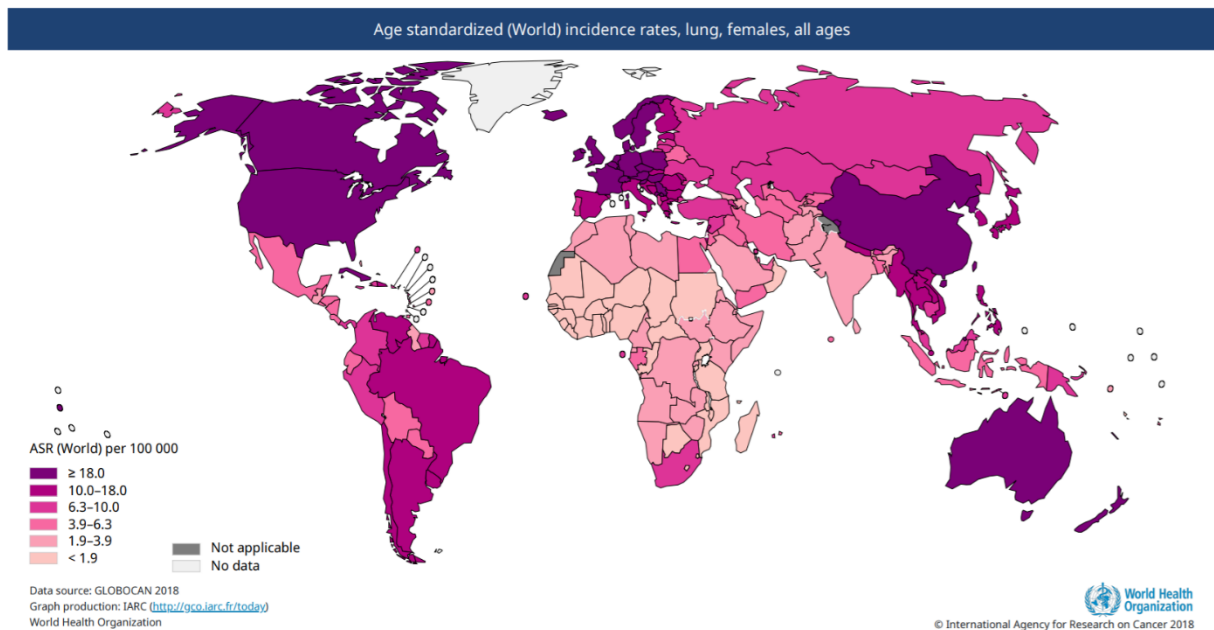 Age standardized (World) incidence rates, lung, females, all ages
ASR (World) per 100 000
≥ 18.0
10.0–18.0
6.3–10.0
3.9–6.3
1.9–3.9
< 1.9
Not applicable
No data
Data source: GLOBOCAN 2018
Graph production: IARC (http://gco.iarc.fr/today)
World Health Organization
World Health
Organization
© International Agency for Research on Cancer 2018